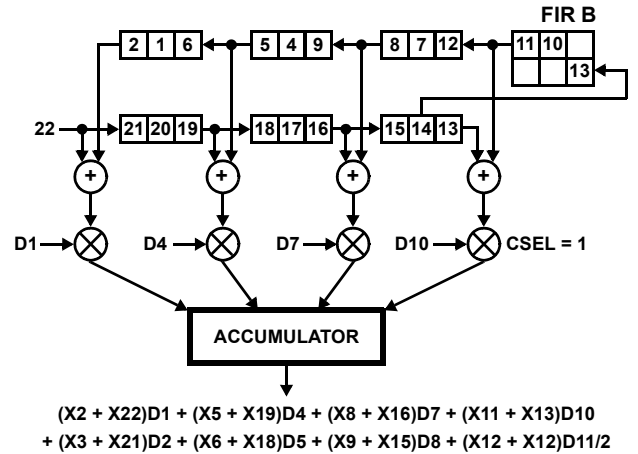 FIR B
2 1 6 5 4 9 8 7 12 11 10
13
22 21 20 19 18 17 16 15 14 13
+ + + +
D1 D4 D7 D10 CSEL = 1
ACCUMULATOR
(X2 + X22)D1 + (X5 + X19)D4 + (X8 + X16)D7 + (X11 + X13)D10
+ (X3 + X21)D2 + (X6 + X18)D5 + (X9 + X15)D8 + (X12 + X12)D11/2